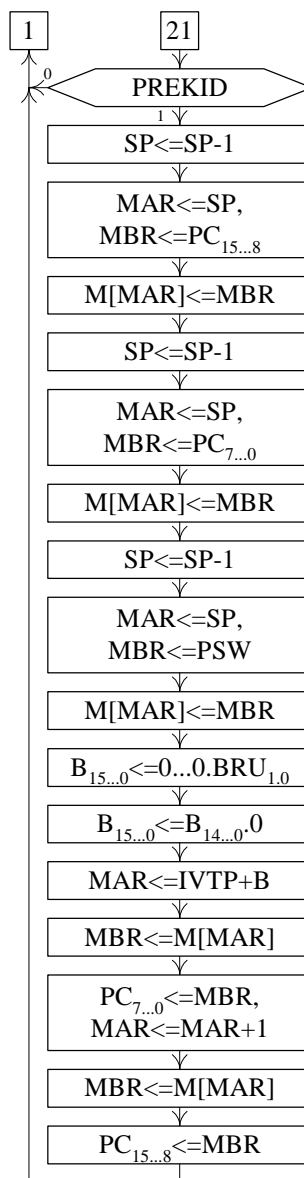 1 21
0
PREKID
1
SP<=SP-1
MAR<=SP,
MBR<=PC15...8
M[MAR]<=MBR
SP<=SP-1
MAR<=SP,
MBR<=PC7...0
M[MAR]<=MBR
SP<=SP-1
MAR<=SP,
MBR<=PSW
M[MAR]<=MBR
B15...0<=0...0.BRU1.0
B15...0<=B14...0.0
MAR<=IVTP+B
MBR<=M[MAR]
PC7...0<=MBR,
MAR<=MAR+1
MBR<=M[MAR]
PC15...8<=MBR